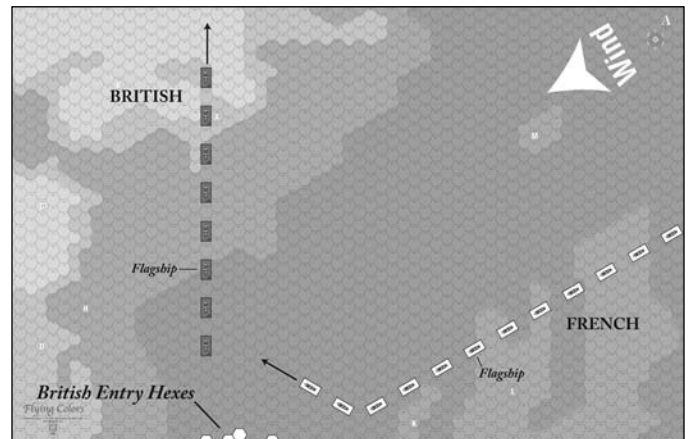 A
Wind
BRITISH
M
Flagship
H
D
FRENCH
Flagship
L
K
British Entry Hexes
Flying Colors